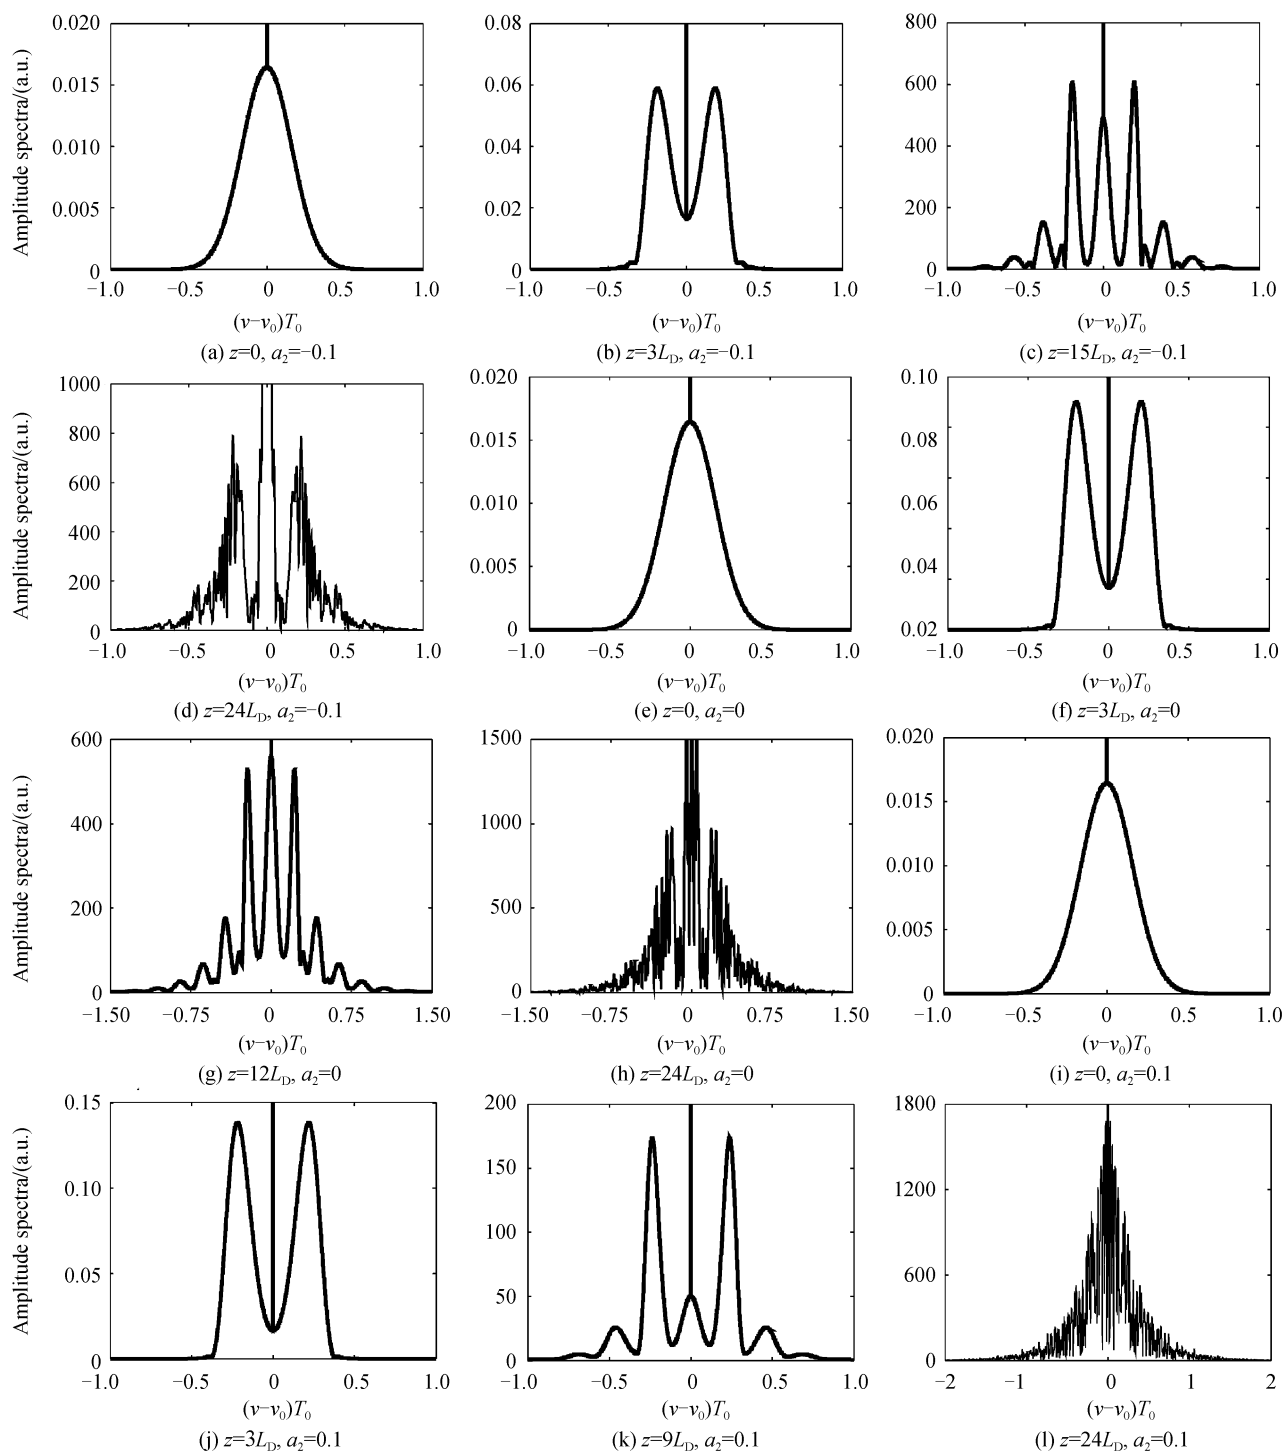 0.020
0.015
0.010
0.005
0
−1.0 −0.5 0 0.5 1.0
Amplitude spectra/(a.u.)
(v−v0)T0
(a) z=0, a2=−0.1
0.08
0.06
0.04
0.02
0
−1.0 −0.5 0 0.5 1.0
(v−v0)T0
(b) z=3LD, a2=−0.1
800
600
400
200
0
−1.0 −0.5 0 0.5 1.0
(v−v0)T0
(c) z=15LD, a2=−0.1
1000
800
600
400
200
0
−1.0 −0.5 0 0.5 1.0
Amplitude spectra/(a.u.)
(v−v0)T0
(d) z=24LD, a2=−0.1
0.020
0.015
0.010
0.005
0
−1.0 −0.5 0 0.5 1.0
(v−v0)T0
(e) z=0, a2=0
0.10
0.08
0.06
0.04
0.02
−1.0 −0.5 0 0.5 1.0
(v−v0)T0
(f) z=3LD, a2=0
600
400
200
0
−1.50 −0.75 0 0.75 1.50
Amplitude spectra/(a.u.)
(v−v0)T0
(g) z=12LD, a2=0
1500
1000
500
0
−1.50 −0.75 0 0.75 1.50
(v−v0)T0
(h) z=24LD, a2=0
0.020
0.015
0.010
0.005
0
−1.0 −0.5 0 0.5 1.0
(v−v0)T0
(i) z=0, a2=0.1
0.15
0.10
0.05
0
−1.0 −0.5 0 0.5 1.0
Amplitude spectra/(a.u.)
(v−v0)T0
(j) z=3LD, a2=0.1
200
150
100
50
0
−1.0 −0.5 0 0.5 1.0
(v−v0)T0
(k) z=9LD, a2=0.1
1800
1200
600
0
−2 −1 0 1 2
(v−v0)T0
(l) z=24LD, a2=0.1